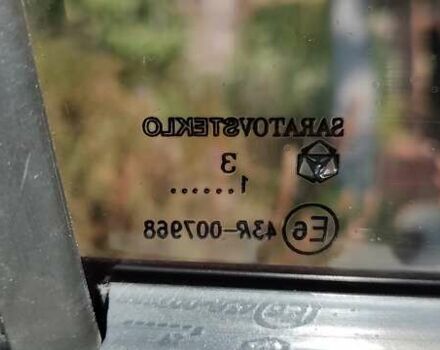 SARATOVSTEKLO
3
1......
E6 43R-007968